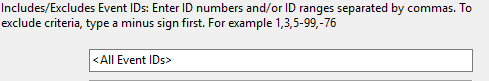 Includes/Excludes Event IDs: Enter ID numbers and/or ID ranges separated by commas. To
exclude criteria, type a minus sign first. For example 1,3,5-99,-76
<All Event IDs>